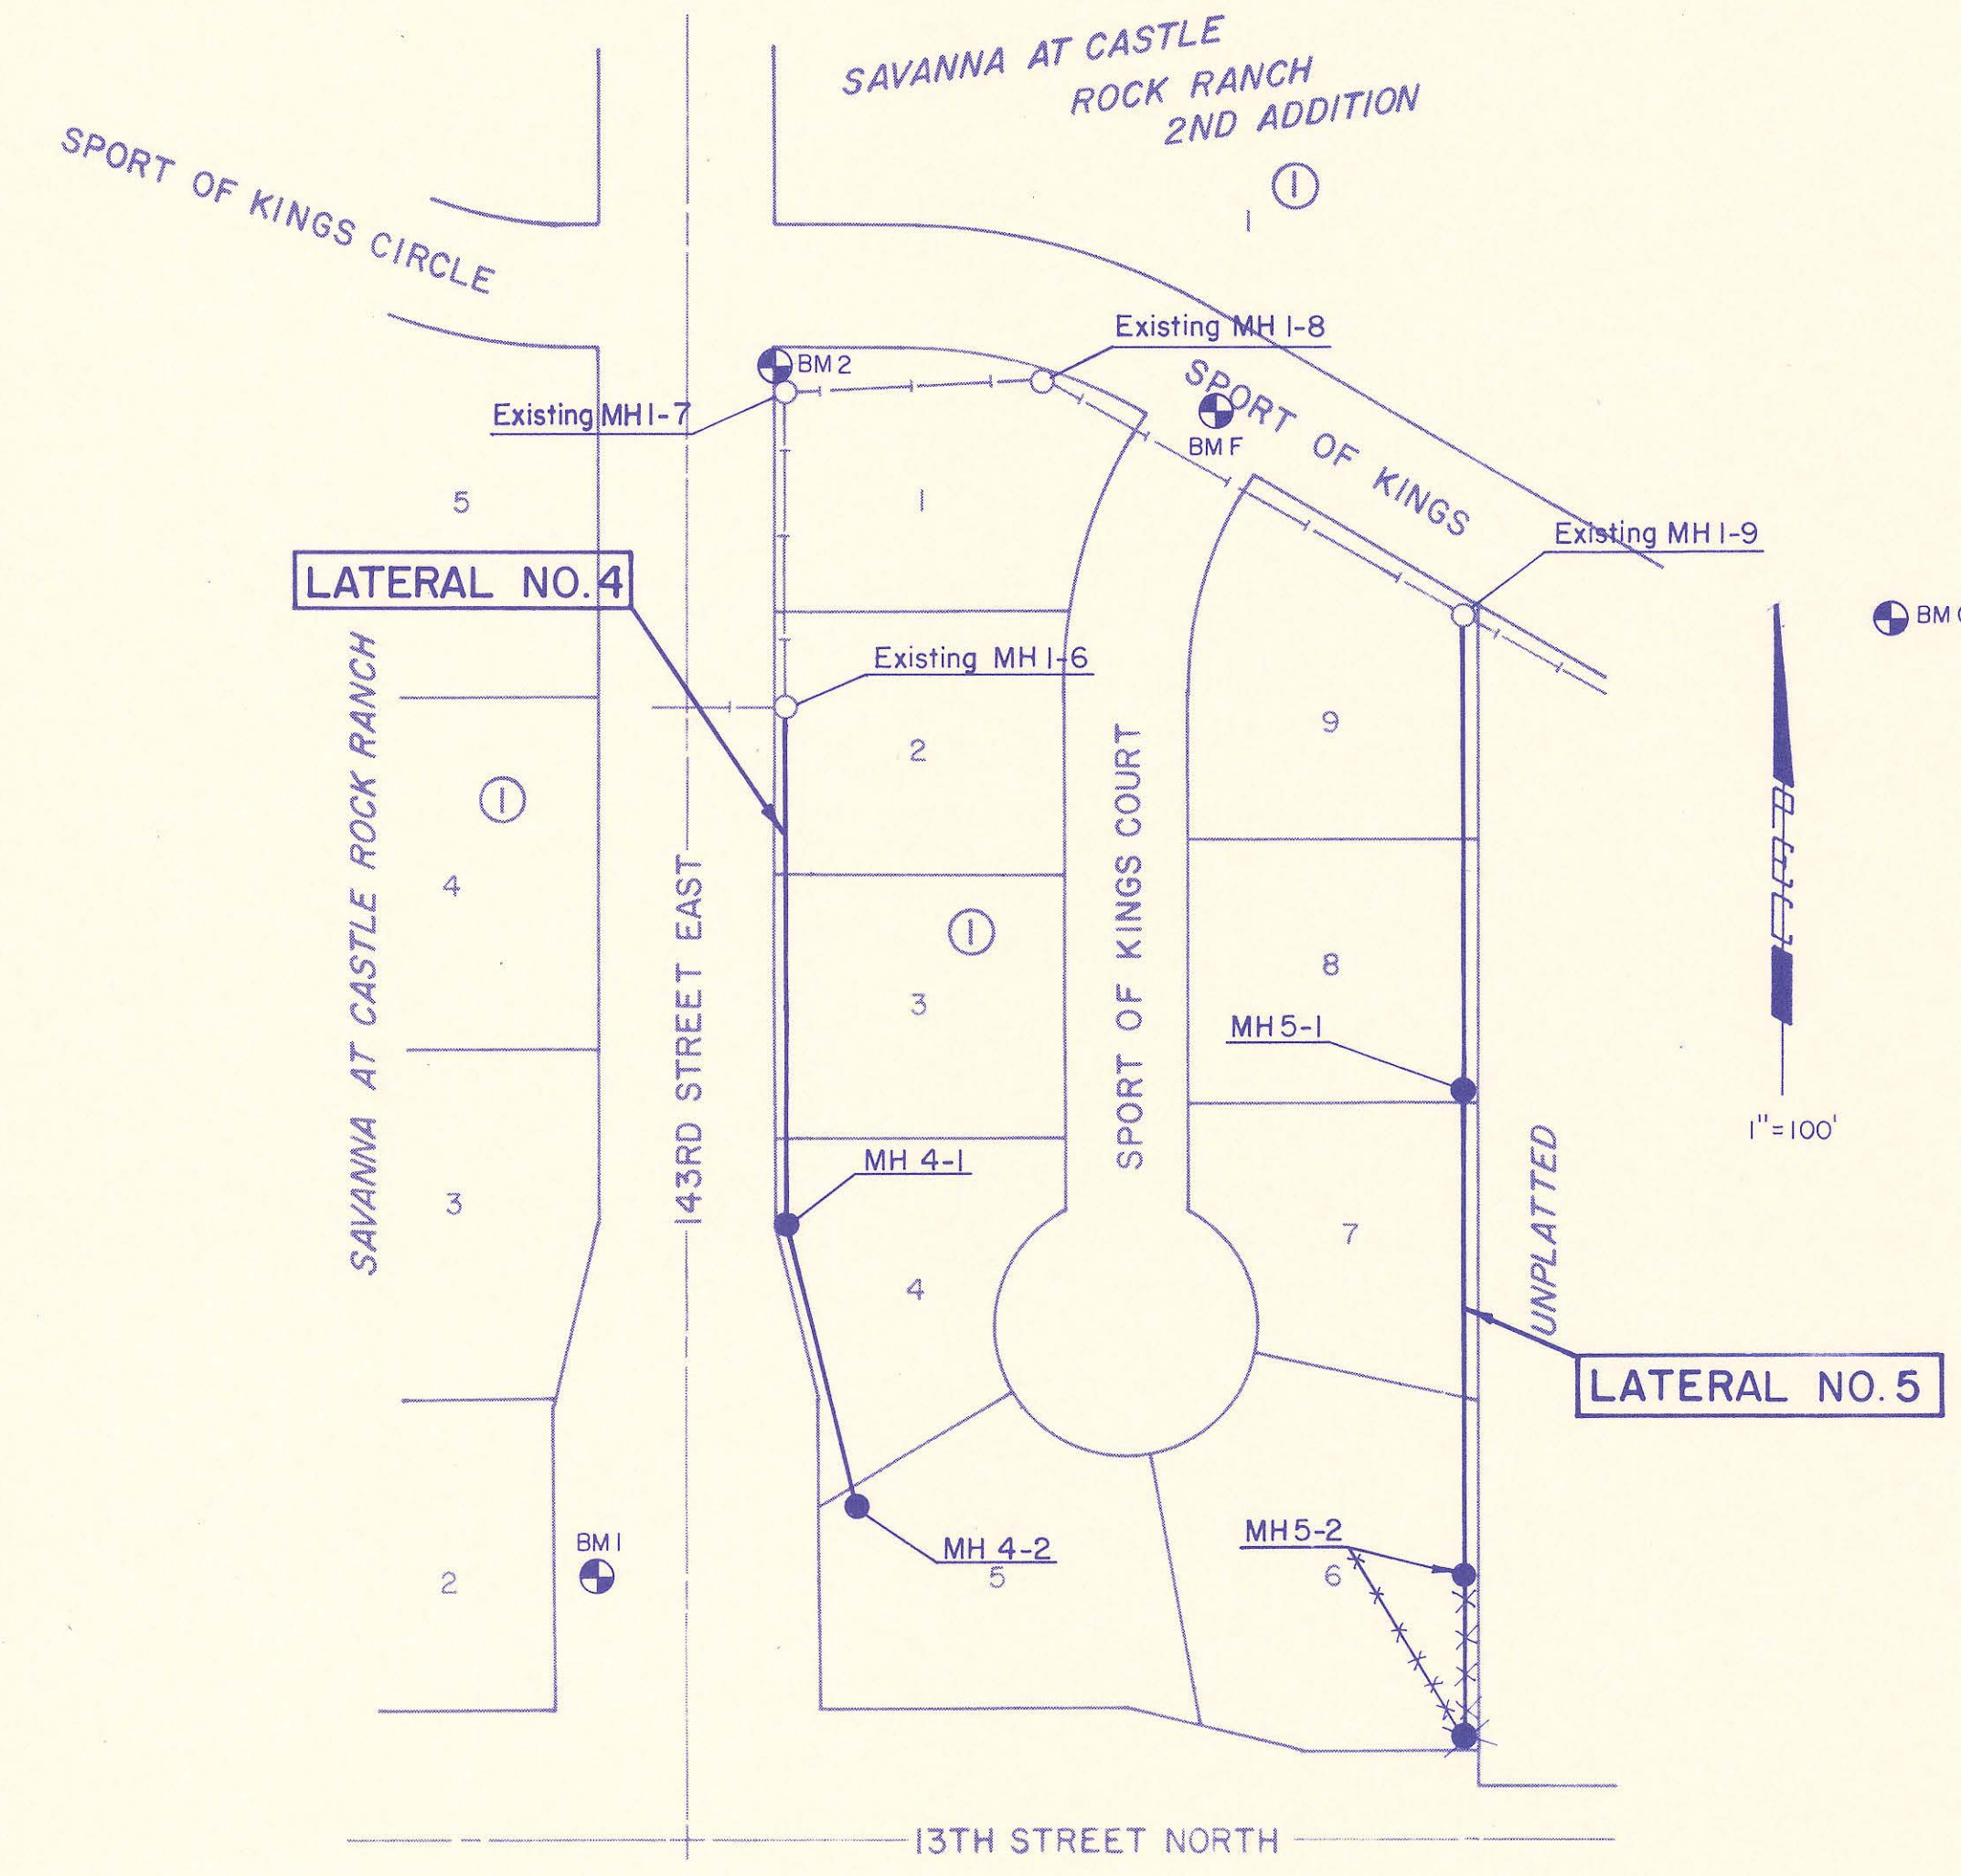 SAVANNA AT CASTLE
ROCK RANCH
2ND ADDITION
1
1
SPORT OF KINGS CIRCLE
Existing MH 1-8
BM 2
SPORT OF KINGS
Existing MH 1-7
BM F
5
1
Existing MH 1-9
LATERAL NO. 4
BM
Existing MH 1-6
9
2
SAVANNA AT CASTLE ROCK RANCH
1
4
143RD STREET EAST
SPORT OF KINGS COURT
1
3
8
MH 5-1
1"=100'
UNPLATTED
MH 4-1
3
7
4
LATERAL NO. 5
MH 5-2
BM 1
MH 4-2
2
5
6
13TH STREET NORTH